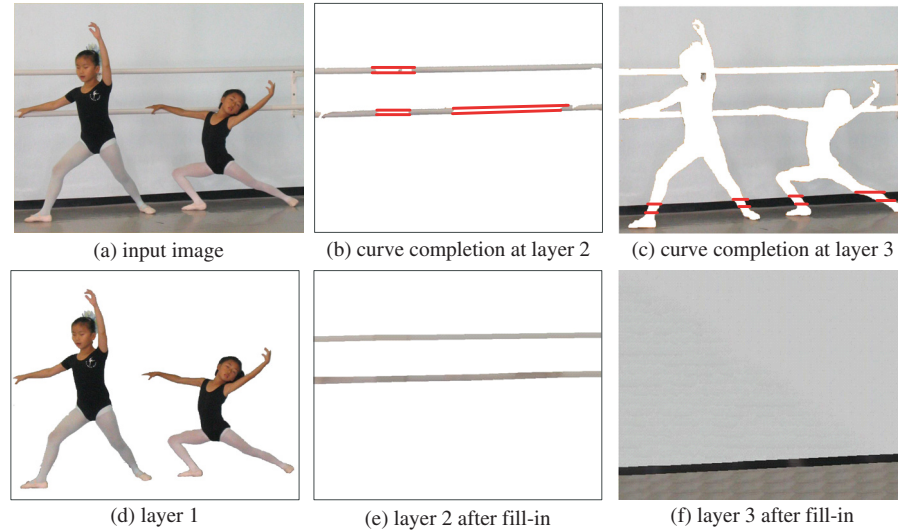 (a) input image
(b) curve completion at layer 2
(c) curve completion at layer 3
(d) layer 1
(e) layer 2 after fill-in
(f) layer 3 after fill-in